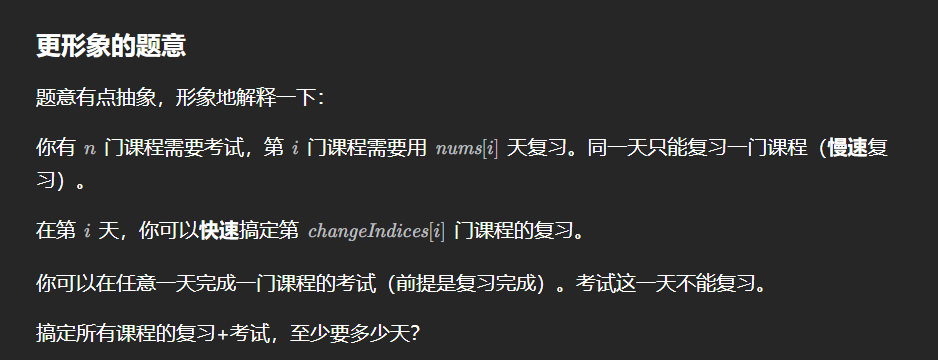 更形象的题意
题意有点抽象，形象地解释一下：
你有 n 门课程需要考试，第 i 门课程需要用 nums[i] 天复习。同一天只能复习一门课程（慢速复
习）。
在第 i 天，你可以快速搞定第 changeIndices[i] 门课程的复习。
你可以在任意一天完成一门课程的考试（前提是复习完成）。考试这一天不能复习。
搞定所有课程的复习+考试，至少要多少天？